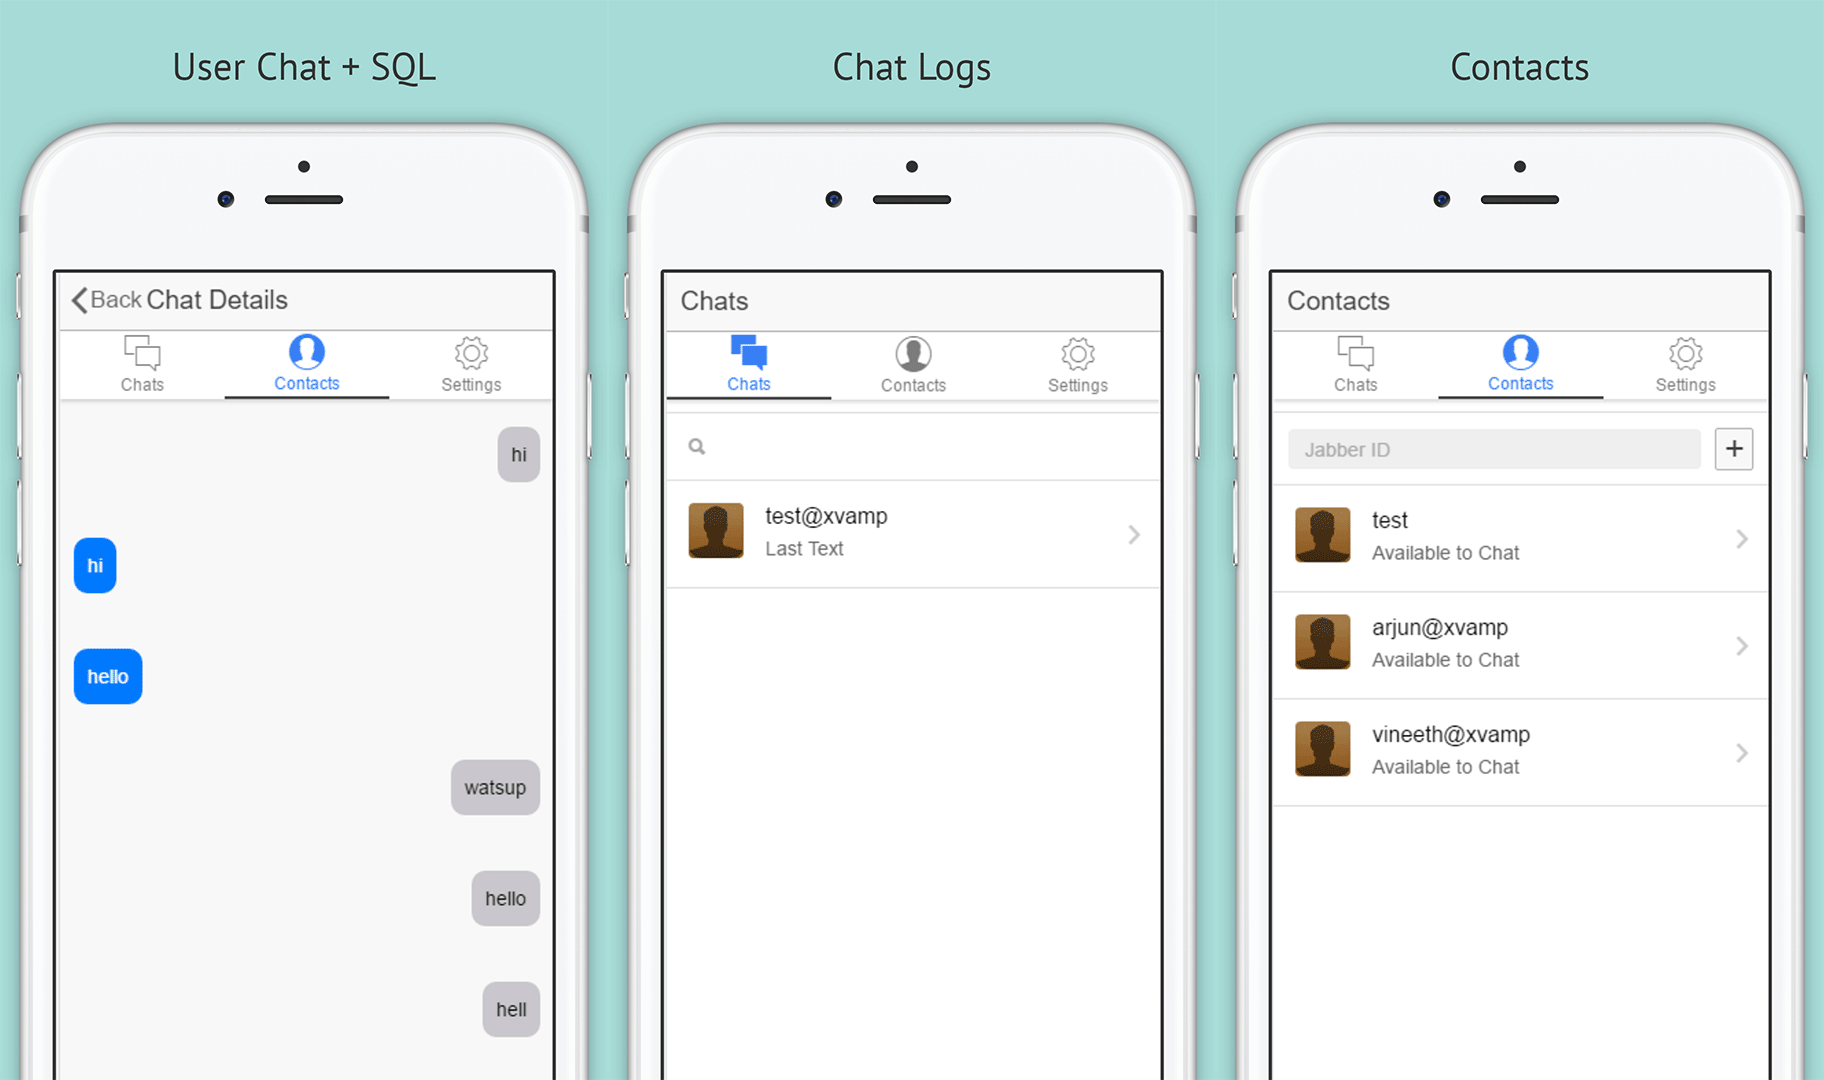 User Chat + SQL
Back Chat Details
Chats
Contacts
Settings
hi
hi
hello
watsup
hello
hell
Chat Logs
Chats
Chats
Contacts
Settings
test@xvamp
Last Text
Contacts
Contacts
Chats
Contacts
Settings
Jabber ID
+
test
Available to Chat
arjun@xvamp
Available to Chat
vineeth@xvamp
Available to Chat